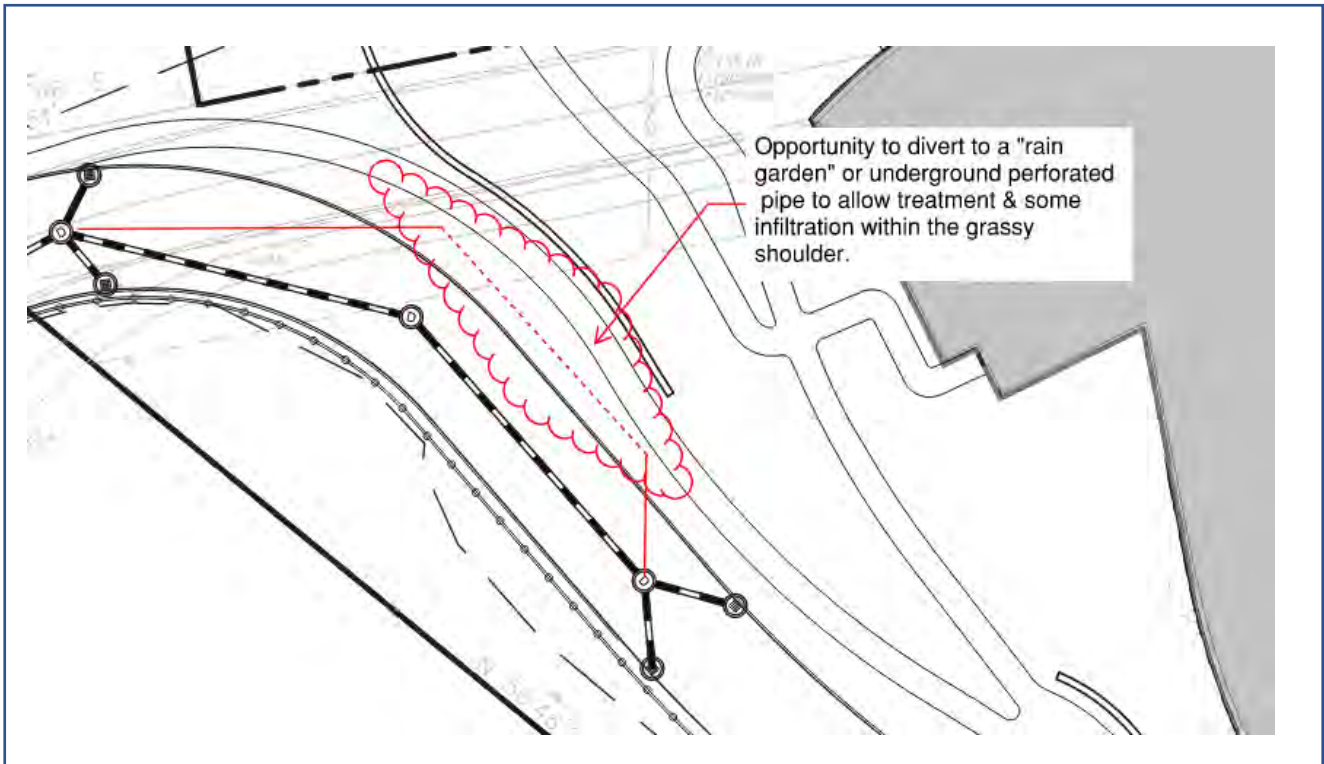 Opportunity to divert to a "rain
garden" or underground perforated
pipe to allow treatment & some
infiltration within the grassy
shoulder.